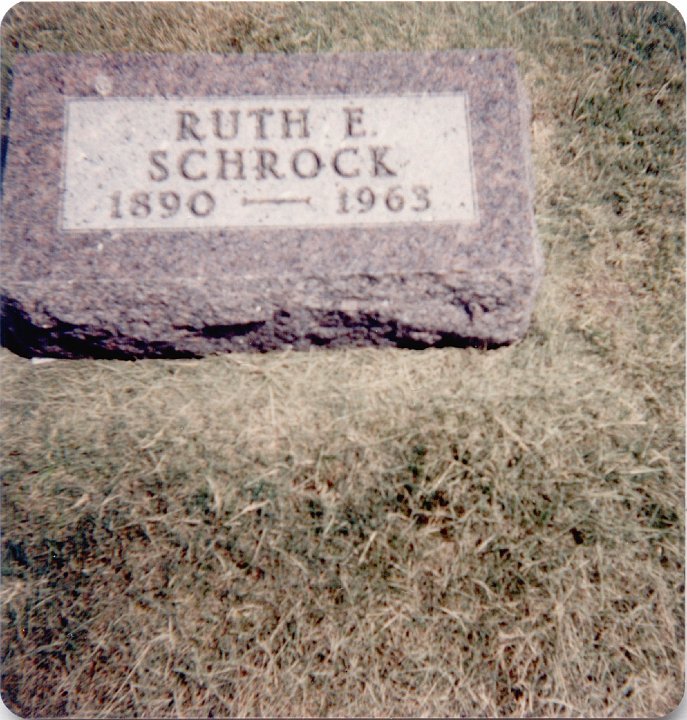 RUTH E.
SCHROCK
1890 — 1963